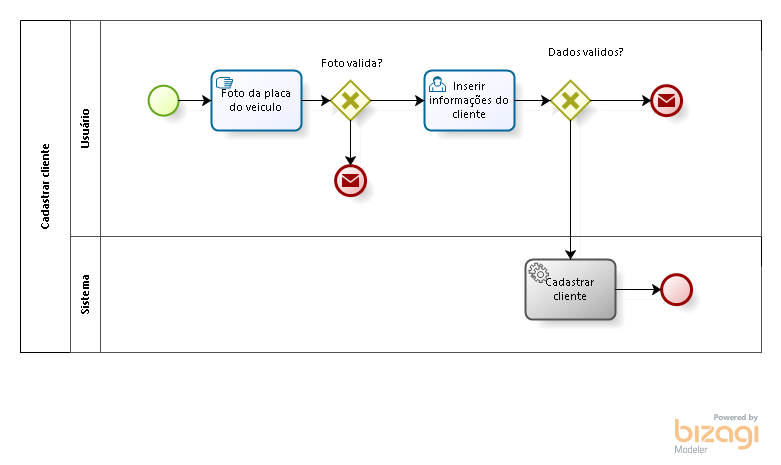 Cadastrar cliente
Usuário
Foto da placa
do veiculo
Foto valida?
Inserir
informações do
cliente
Dados validos?
Sistema
Cadastrar
cliente
Powered by
bizagi
Modeler